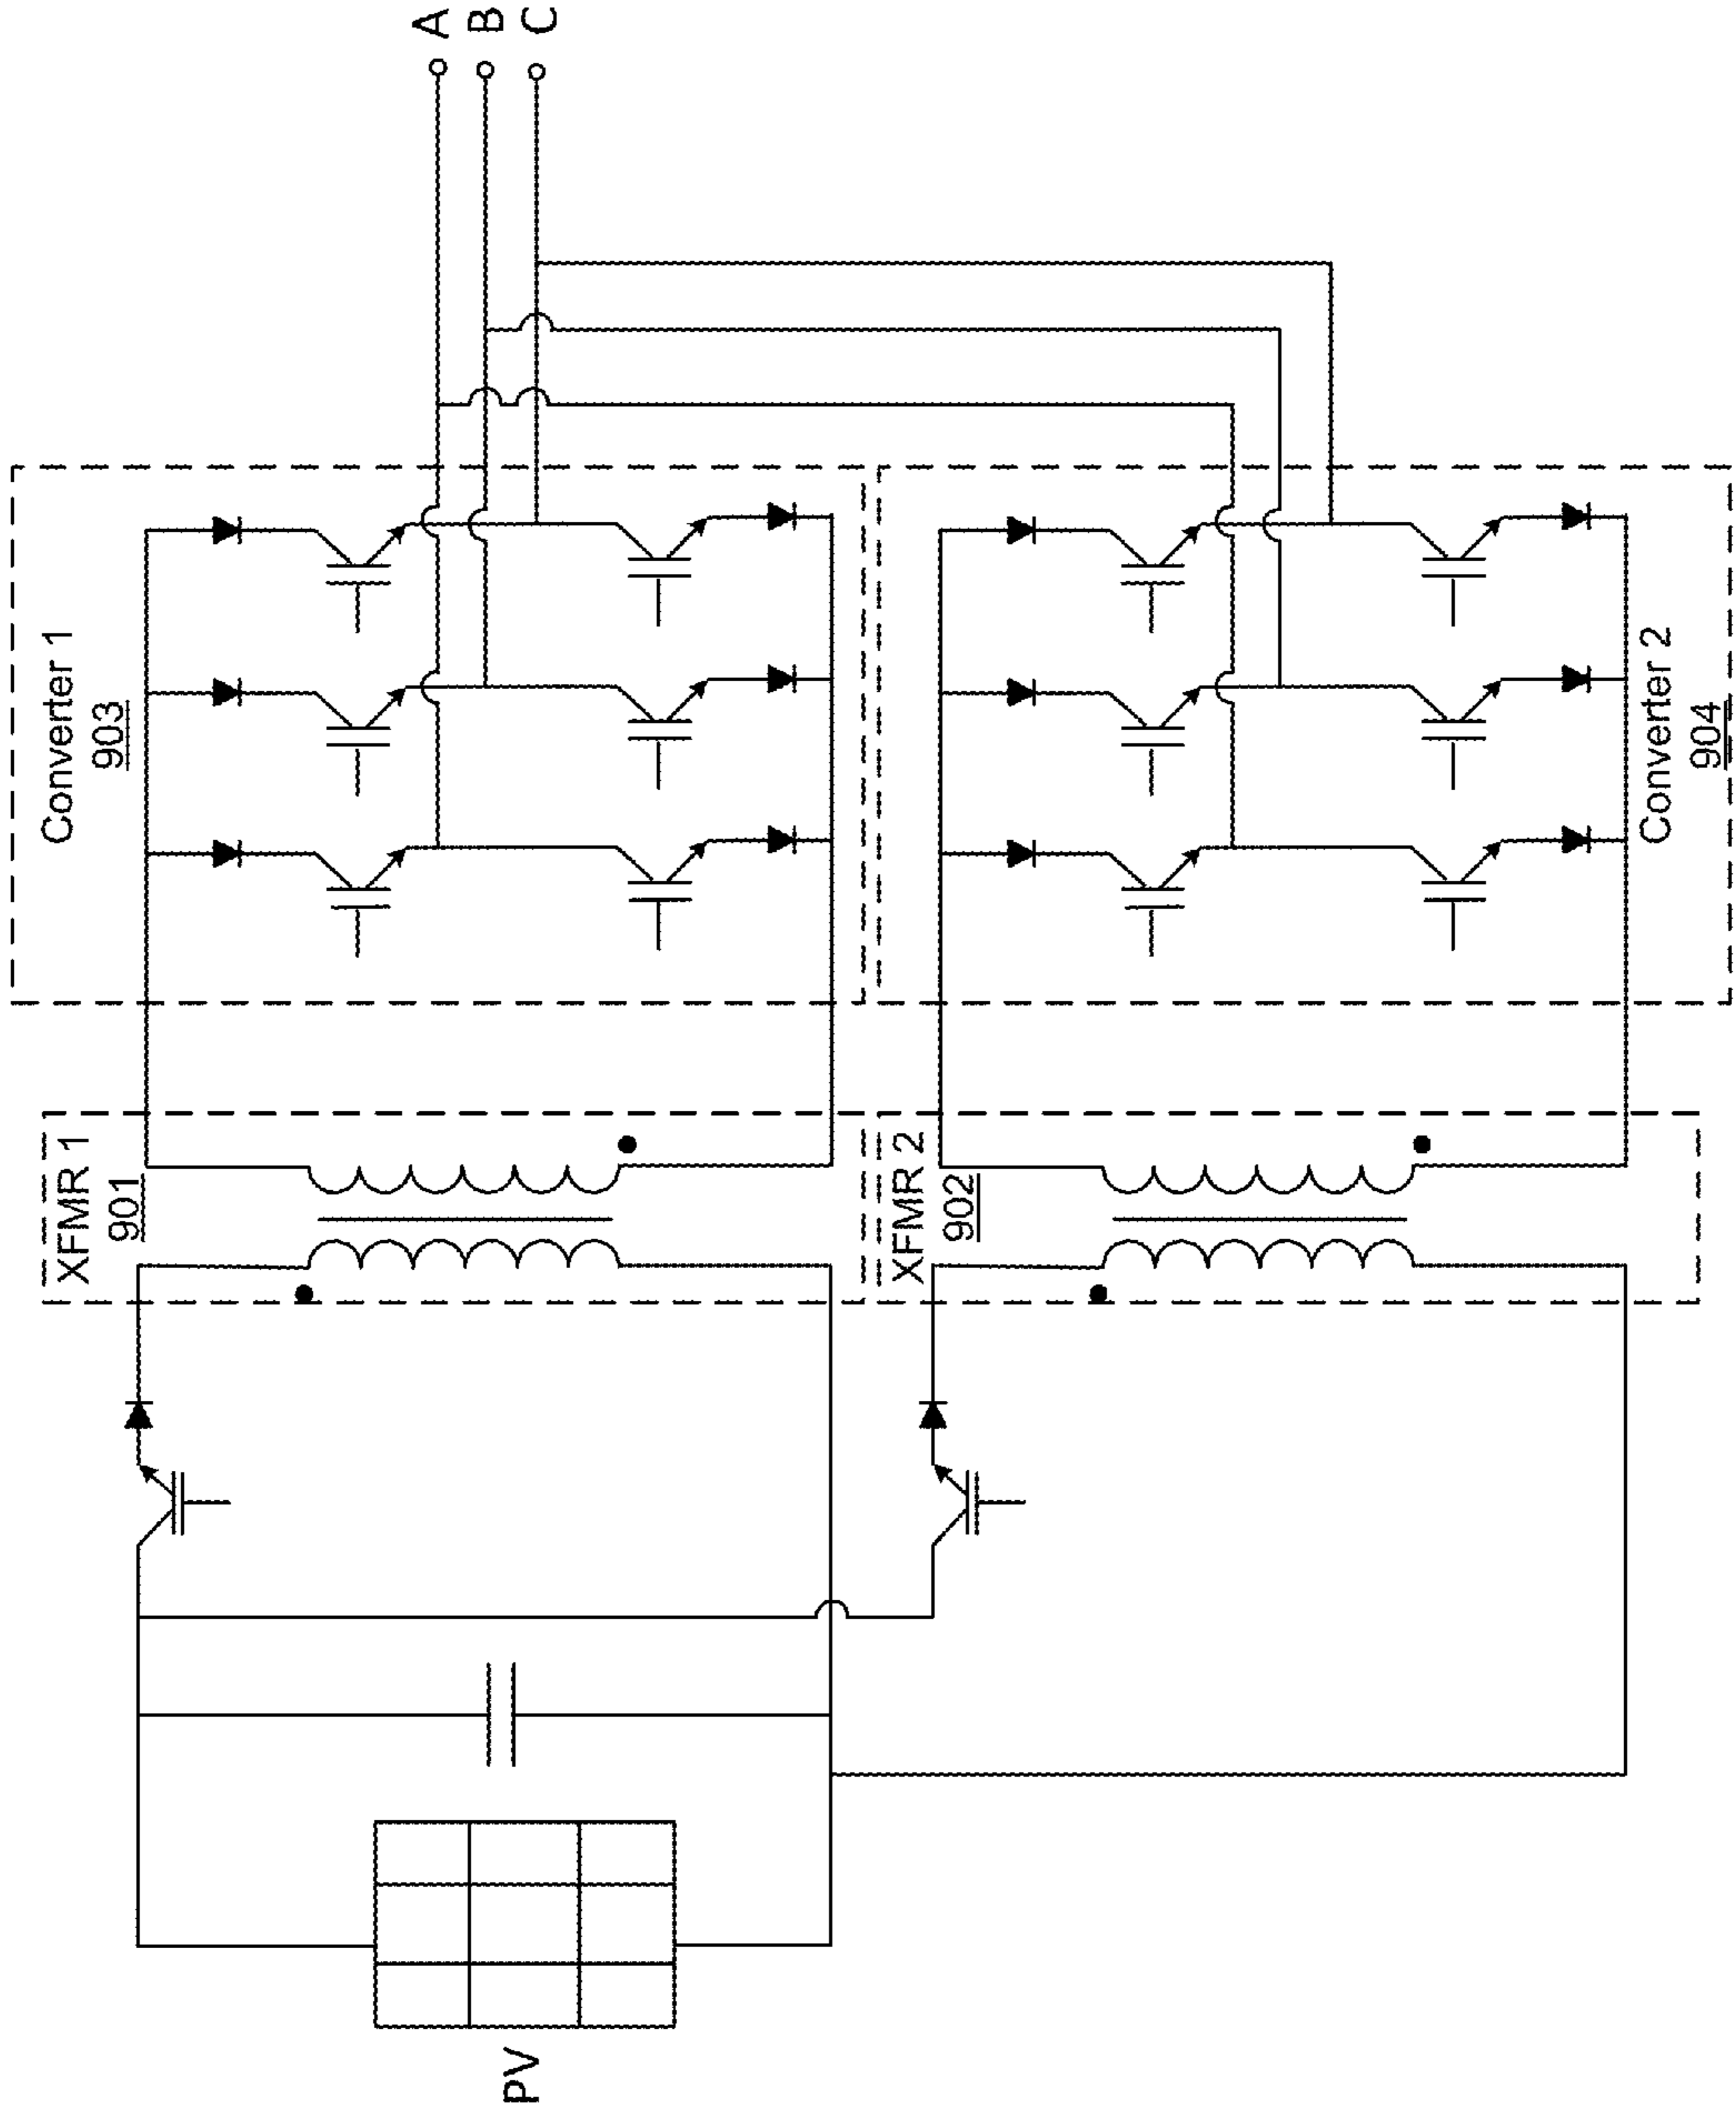 PV
XFMR 1
901
XFMR 2
902
Converter 1
903
Converter 2
904
A
B
C